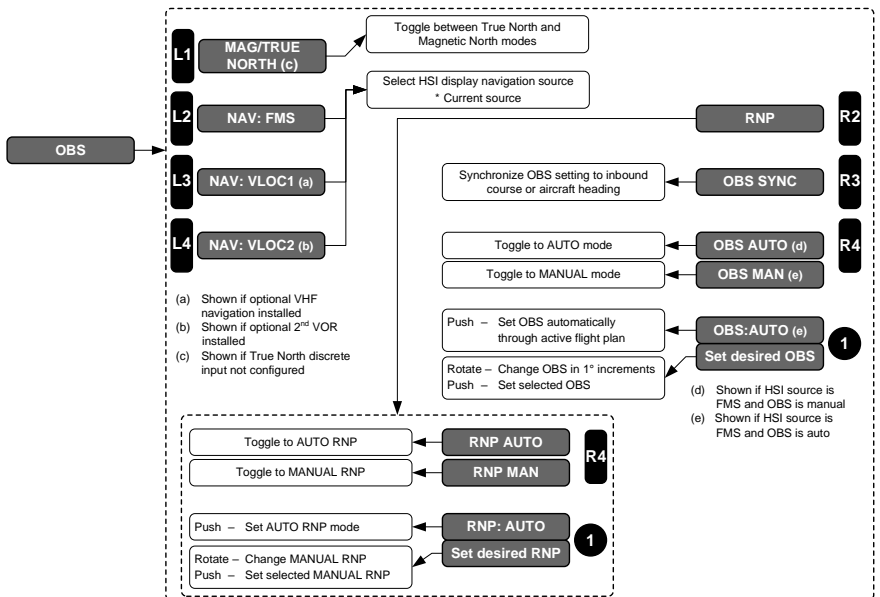 OBS
L1
MAG/TRUE
NORTH (c)
Toggle between True North and
Magnetic North modes
L2
NAV: FMS
Select HSI display navigation source
* Current source
L3
NAV: VLOC1 (a)
L4
NAV: VLOC2 (b)
(a) Shown if optional VHF
navigation installed
(b) Shown if optional 2nd VOR
installed
(c) Shown if True North discrete
input not configured
RNP
R2
Synchronize OBS setting to inbound
course or aircraft heading
OBS SYNC
R3
Toggle to AUTO mode
OBS AUTO (d)
R4
Toggle to MANUAL mode
OBS MAN (e)
Push – Set OBS automatically
through active flight plan
OBS:AUTO (e)
1
Rotate – Change OBS in 1° increments
Push – Set selected OBS
Set desired OBS
(d) Shown if HSI source is
FMS and OBS is manual
(e) Shown if HSI source is
FMS and OBS is auto
Toggle to AUTO RNP
RNP AUTO
R4
Toggle to MANUAL RNP
RNP MAN
Push – Set AUTO RNP mode
RNP: AUTO
1
Rotate – Change MANUAL RNP
Push – Set selected MANUAL RNP
Set desired RNP